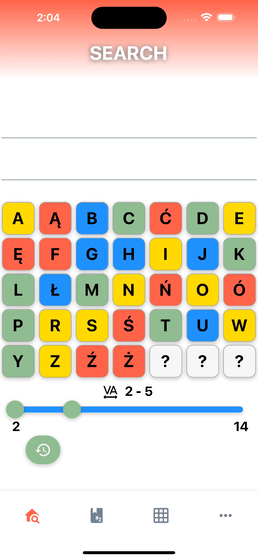 2:04
SEARCH
A Ą B C Ć D E
Ę F G H I J K
L Ł M N Ń O Ó
P R S Ś T U W
Y Z Ź Ż ? ? ?
VA 2 - 5
2 14